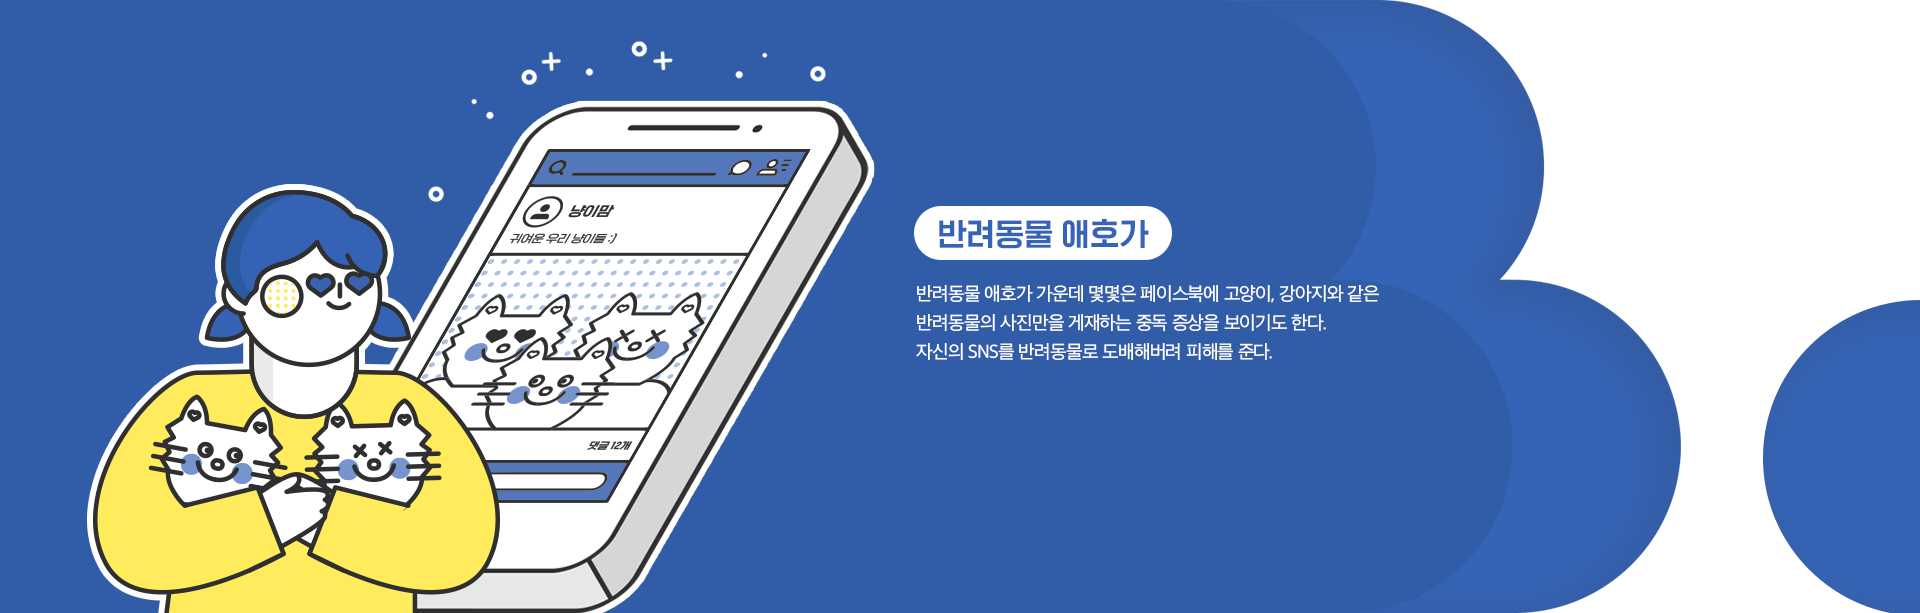 냥이맘
귀여운 우리 냥이들 :)
댓글 12개
반려동물 애호가
반려동물 애호가 가운데 몇몇은 페이스북에 고양이, 강아지와 같은
반려동물의 사진만을 게재하는 중독 증상을 보이기도 한다.
자신의 SNS를 반려동물로 도배해버려 피해를 준다.